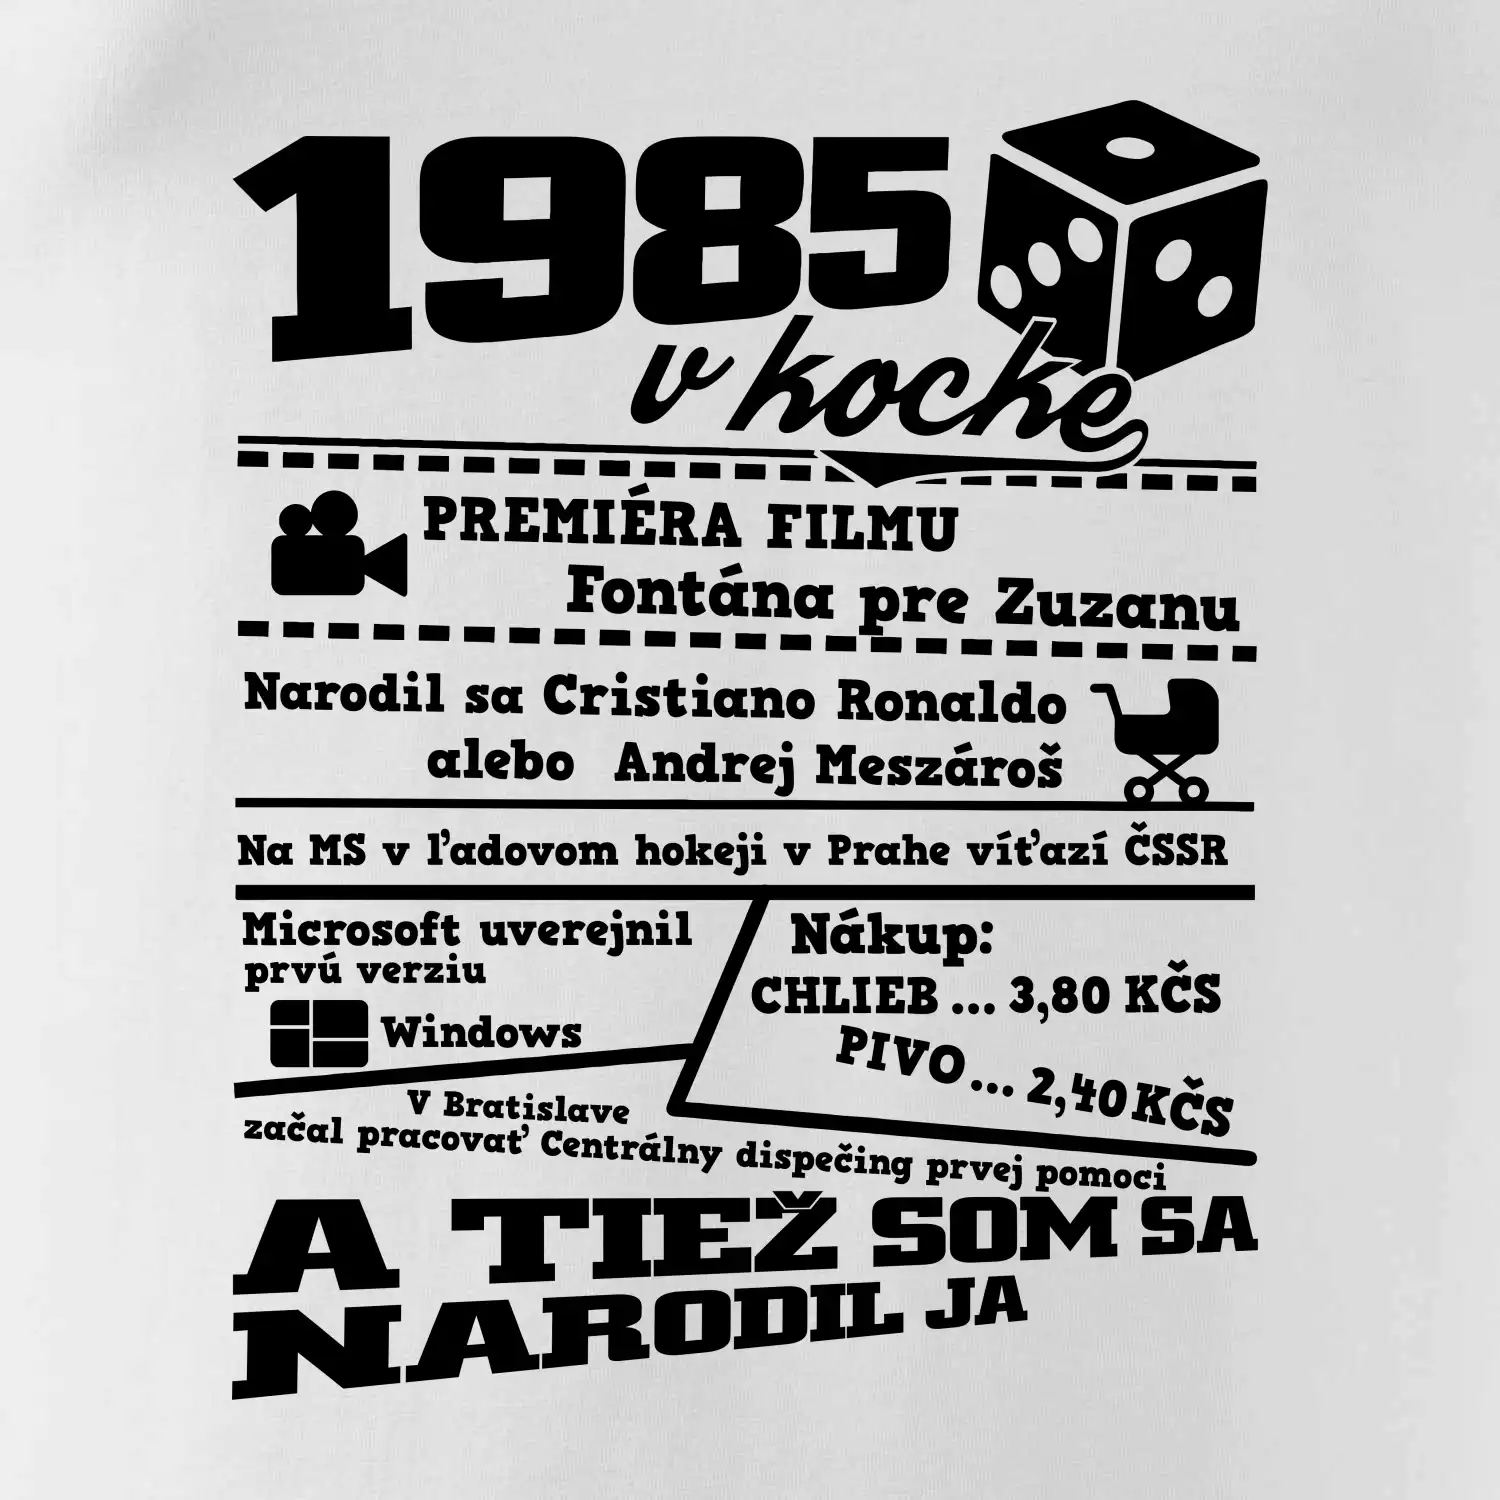 1985
v kocke
PREMIÉRA FILMU
Fontána pre Zuzanu
Narodil sa Cristiano Ronaldo
alebo Andrej Meszároš
Na MS v ľadovom hokeji v Prahe víťazí ČSSR
Microsoft uverejnil
prvú verziu
Windows
Nákup:
CHLIEB ... 3,80 KČS
PIVO ... 2,40 KČS
V Bratislave
začal pracovať Centrálny dispečing prvej pomoci
A TIEŽ SOM SA
NARODIL JA